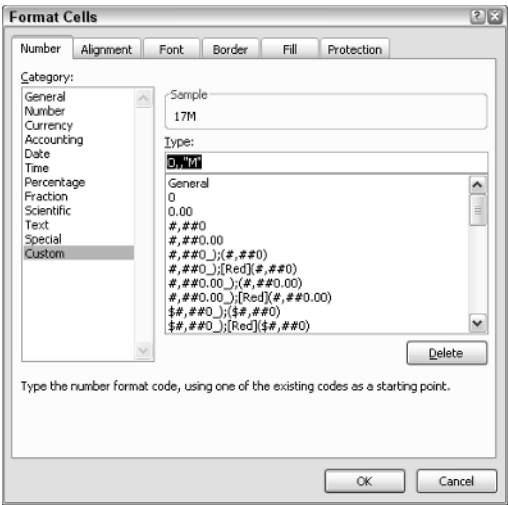 Format Cells
Number Alignment Font Border Fill Protection
Category:
General
Number
Currency
Accounting
Date
Time
Percentage
Fraction
Scientific
Text
Special
Custom
Sample
17M
Type:
0,,"M"
General
0
0.00
#,##0
#,##0.00
#,##0_);(#,##0)
#,##0_);[Red](#,##0)
#,##0.00_);(#,##0.00)
#,##0.00_);[Red](#,##0.00)
$#,##0_);($#,##0)
$#,##0_);[Red]($#,##0)
Delete
Type the number format code, using one of the existing codes as a starting point.
OK Cancel